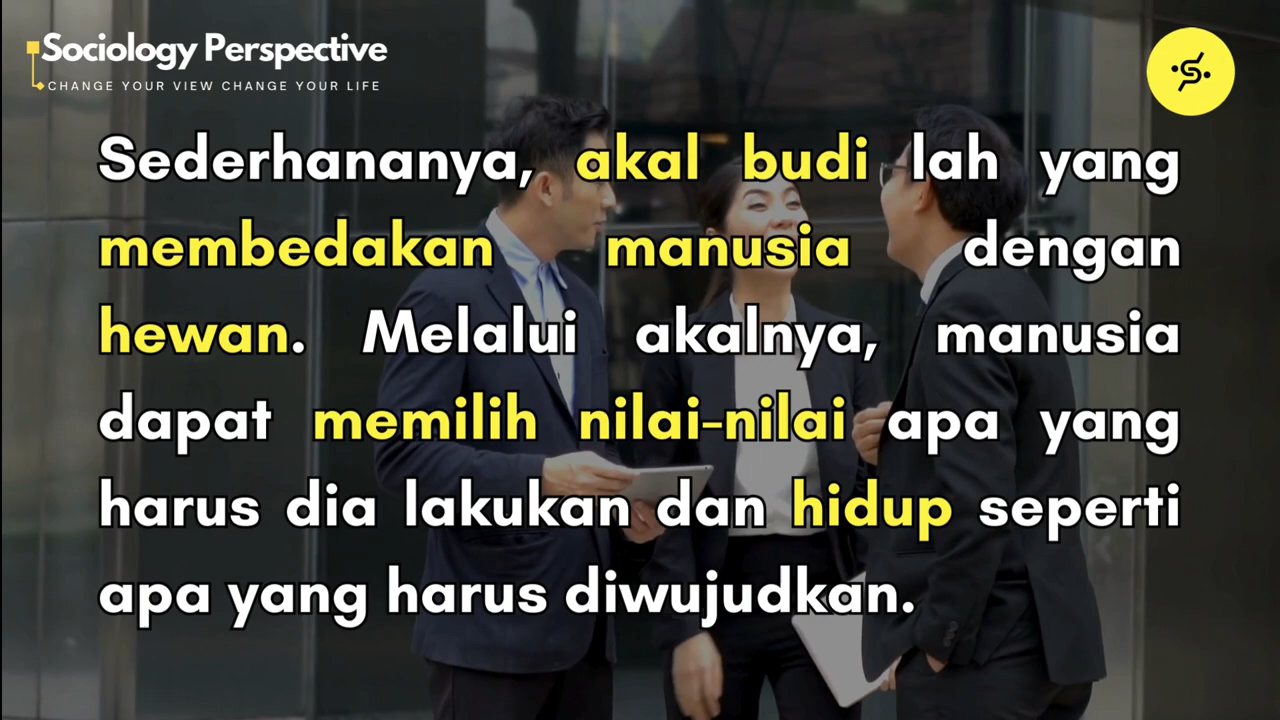 Sociology Perspective
CHANGE YOUR VIEW CHANGE YOUR LIFE
Sederhananya, akal budi lah yang
membedakan manusia dengan
hewan. Melalui akalnya, manusia
dapat memilih nilai-nilai apa yang
harus dia lakukan dan hidup seperti
apa yang harus diwujudkan.